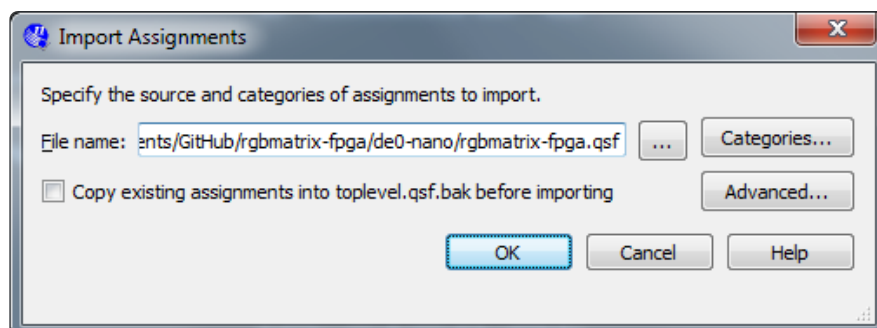 Import Assignments
Specify the source and categories of assignments to import.
File name: ents/GitHub/rgbmatrix-fpga/de0-nano/rgbmatrix-fpga.qsf ... Categories...
Copy existing assignments into toplevel.qsf.bak before importing Advanced...
OK Cancel Help